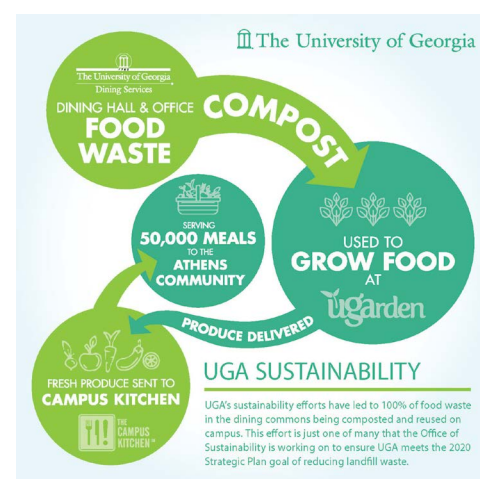 The University of Georgia
The University of Georgia
Dining Services
DINING HALL & OFFICE
FOOD
WASTE
COMPOST
USED TO
GROW FOOD
AT
ugarden
PRODUCE DELIVERED
FRESH PRODUCE SENT TO
CAMPUS KITCHEN
THE
CAMPUS
KITCHEN
SERVING
50,000 MEALS
TO THE
ATHENS
COMMUNITY
UGA SUSTAINABILITY
UGA's sustainability efforts have led to 100% of food waste
in the dining commons being composted and reused on
campus. This effort is just one of many that the Office of
Sustainability is working on to ensure UGA meets the 2020
Strategic Plan goal of reducing landfill waste.